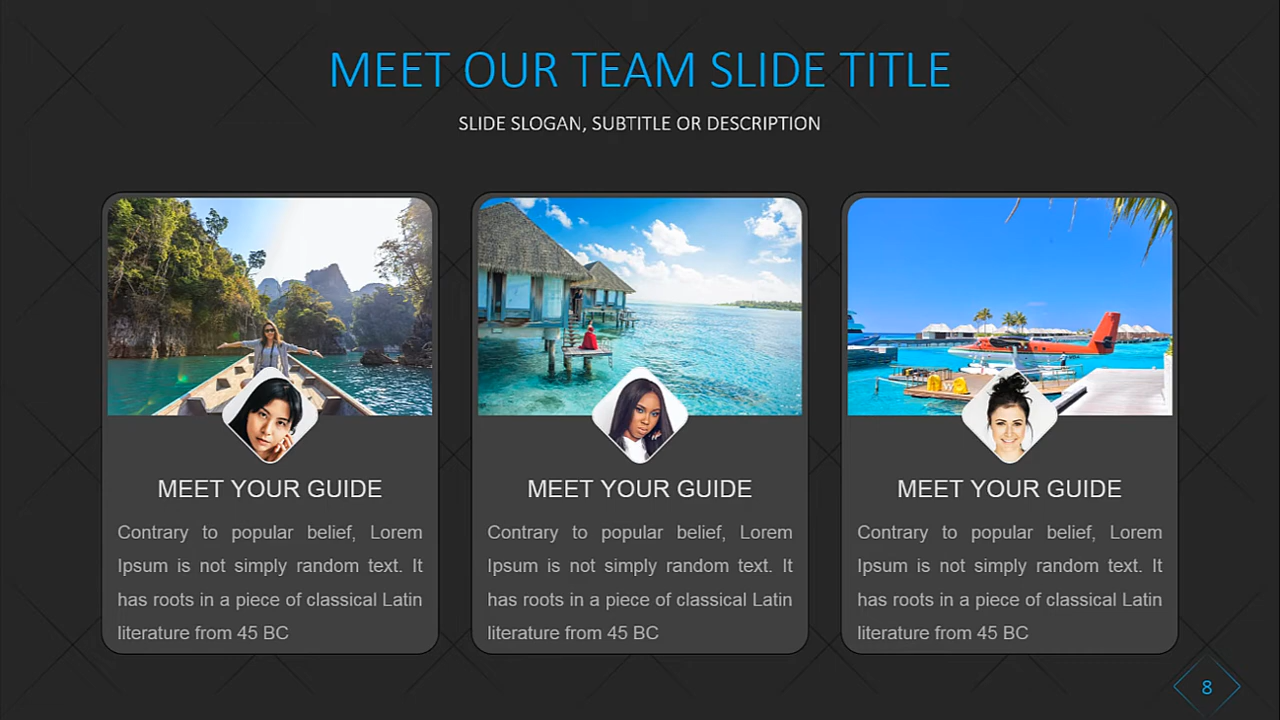 MEET OUR TEAM SLIDE TITLE
SLIDE SLOGAN, SUBTITLE OR DESCRIPTION
MEET YOUR GUIDE
Contrary to popular belief, Lorem
Ipsum is not simply random text. It
has roots in a piece of classical Latin
literature from 45 BC
MEET YOUR GUIDE
Contrary to popular belief, Lorem
Ipsum is not simply random text. It
has roots in a piece of classical Latin
literature from 45 BC
MEET YOUR GUIDE
Contrary to popular belief, Lorem
Ipsum is not simply random text. It
has roots in a piece of classical Latin
literature from 45 BC
8